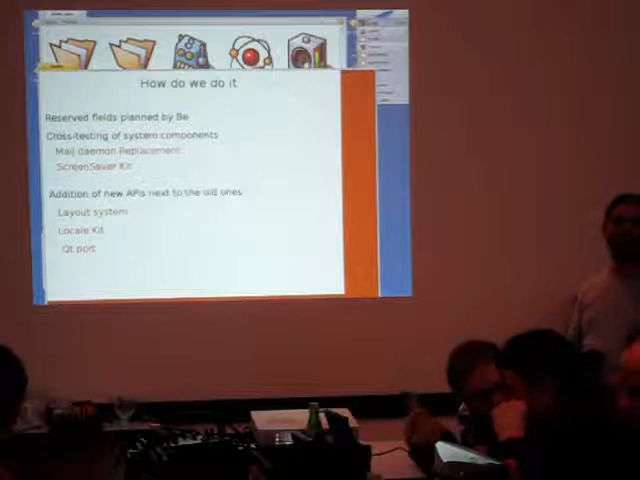 How do we do it
Reserved fields planned by Be
Cross-testing of system components
Mail daemon Replacement
ScreenSaver Kit
Addition of new APIs next to the old ones
Layout system
Locale Kit
Qt port